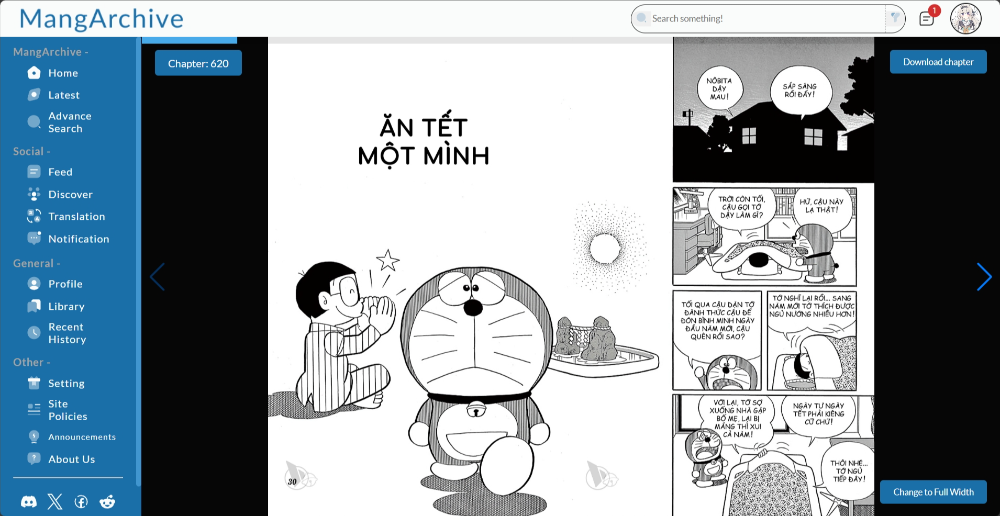 MangArchive
Search something!
1
MangArchive -
Home
Latest
Advance
Search
Social -
Feed
Discover
Translation
Notification
General -
Profile
Library
Recent
History
Other -
Setting
Site
Policies
Announcements
About Us
Chapter: 620
Download chapter
Change to Full Width
ĂN TẾT
MỘT MÌNH
30
NÔBITA
DẬY
MAU!
SẮP SÁNG
RỒI ĐẤY!
TRỜI CÒN TỐI,
CẬU GỌI TỚ
DẬY LÀM GÌ?
HỪ, CẬU NÀY
LẠ THẬT!
TỐI QUA CẬU DẶN TỚ
ĐÁNH THỨC CẬU ĐỂ
ĐÓN BÌNH MINH NGÀY
ĐẦU NĂM MỚI, CẬU
QUÊN RỒI SAO?
TỚ NGHĨ LẠI RỒI... SANG
NĂM MỚI TỚ THÍCH ĐƯỢC
NGỦ NƯỚNG NHIỀU HƠN!
VỚI LẠI, TỚ SỢ
XUỐNG NHÀ GẶP
BỐ MẸ, LẠI BỊ
MẮNG THÌ XUI
CẢ NĂM!
NGÀY TƯ NGÀY
TẾT PHẢI KIÊNG
CỮ CHỨ!
THÔI NHÉ...
TỚ NGỦ
TIẾP ĐÂY!